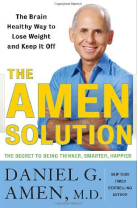 The Brain
Healthy Way to
Lose Weight
and Keep It Off
THE
AMEN
SOLUTION
THE SECRET TO BEING THINNER, SMARTER, HAPPIER
DANIEL G.
AMEN, M.D.
NEW YORK
TIMES
BESTSELLING
AUTHOR